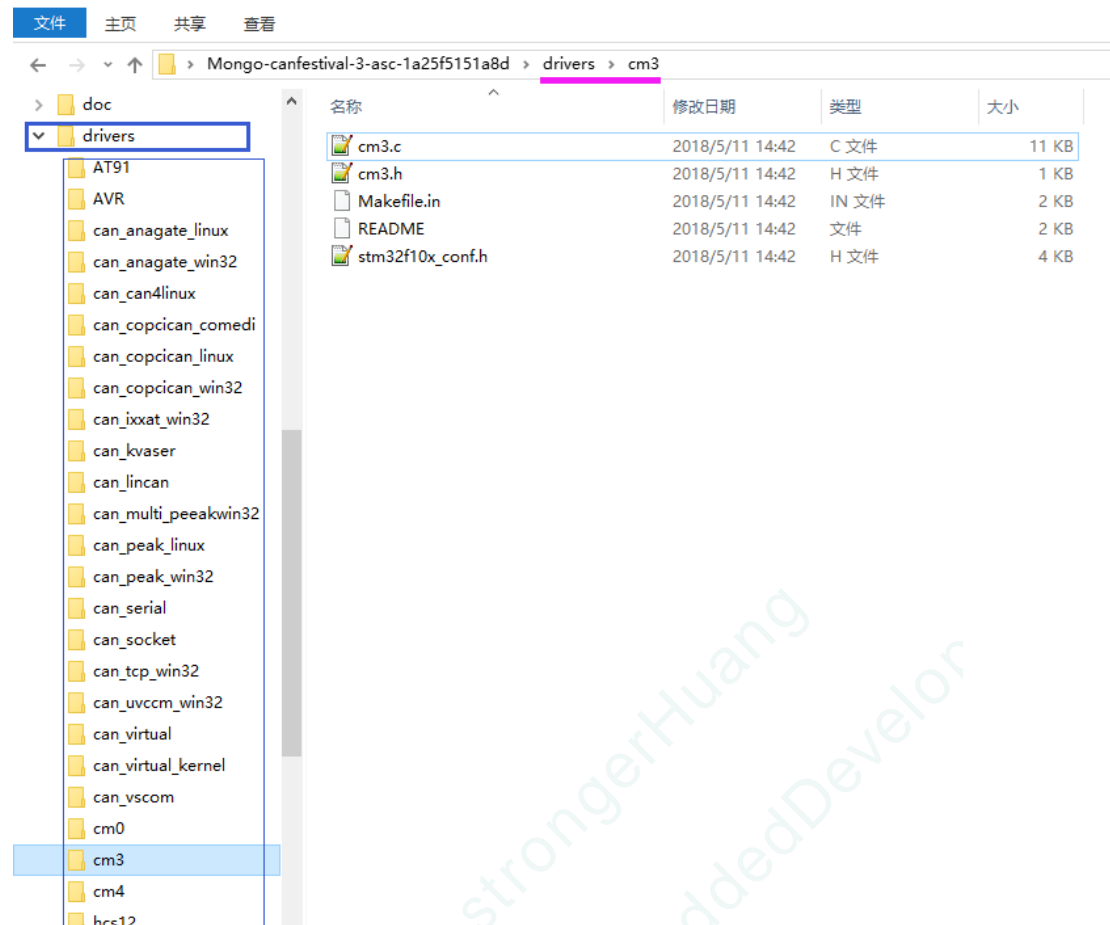 文件 主页 共享 查看
Mongo-canfestival-3-asc-1a25f5151a8d › drivers › cm3
doc
drivers
AT91
AVR
can_anagate_linux
can_anagate_win32
can_can4linux
can_copcican_comedi
can_copcican_linux
can_copcican_win32
can_ixxat_win32
can_kvaser
can_lincan
can_multi_peeakwin32
can_peak_linux
can_peak_win32
can_serial
can_socket
can_tcp_win32
can_uvccm_win32
can_virtual
can_virtual_kernel
can_vscom
cm0
cm3
cm4
hcs12
名称 修改日期 类型 大小
cm3.c 2018/5/11 14:42 C 文件 11 KB
cm3.h 2018/5/11 14:42 H 文件 1 KB
Makefile.in 2018/5/11 14:42 IN 文件 2 KB
README 2018/5/11 14:42 文件 2 KB
stm32f10x_conf.h 2018/5/11 14:42 H 文件 4 KB
strongerHuang
ddedDevelop